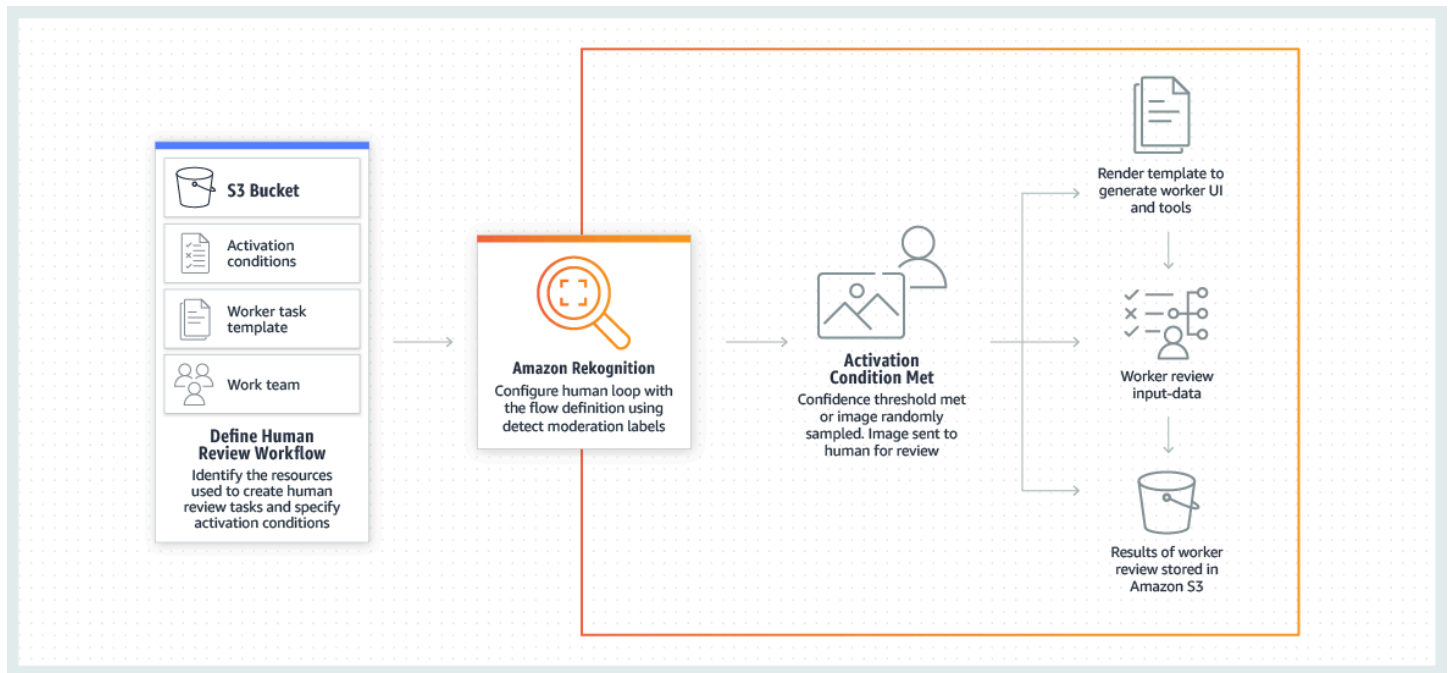 S3 Bucket
Activation
conditions
Worker task
template
Work team
Define Human
Review Workflow
Identify the resources
used to create human
review tasks and specify
activation conditions
Amazon Rekognition
Configure human loop with
the flow definition using
detect moderation labels
Activation
Condition Met
Confidence threshold met
or image randomly
sampled. Image sent to
human for review
Render template to
generate worker UI
and tools
Worker review
input-data
Results of worker
review stored in
Amazon S3